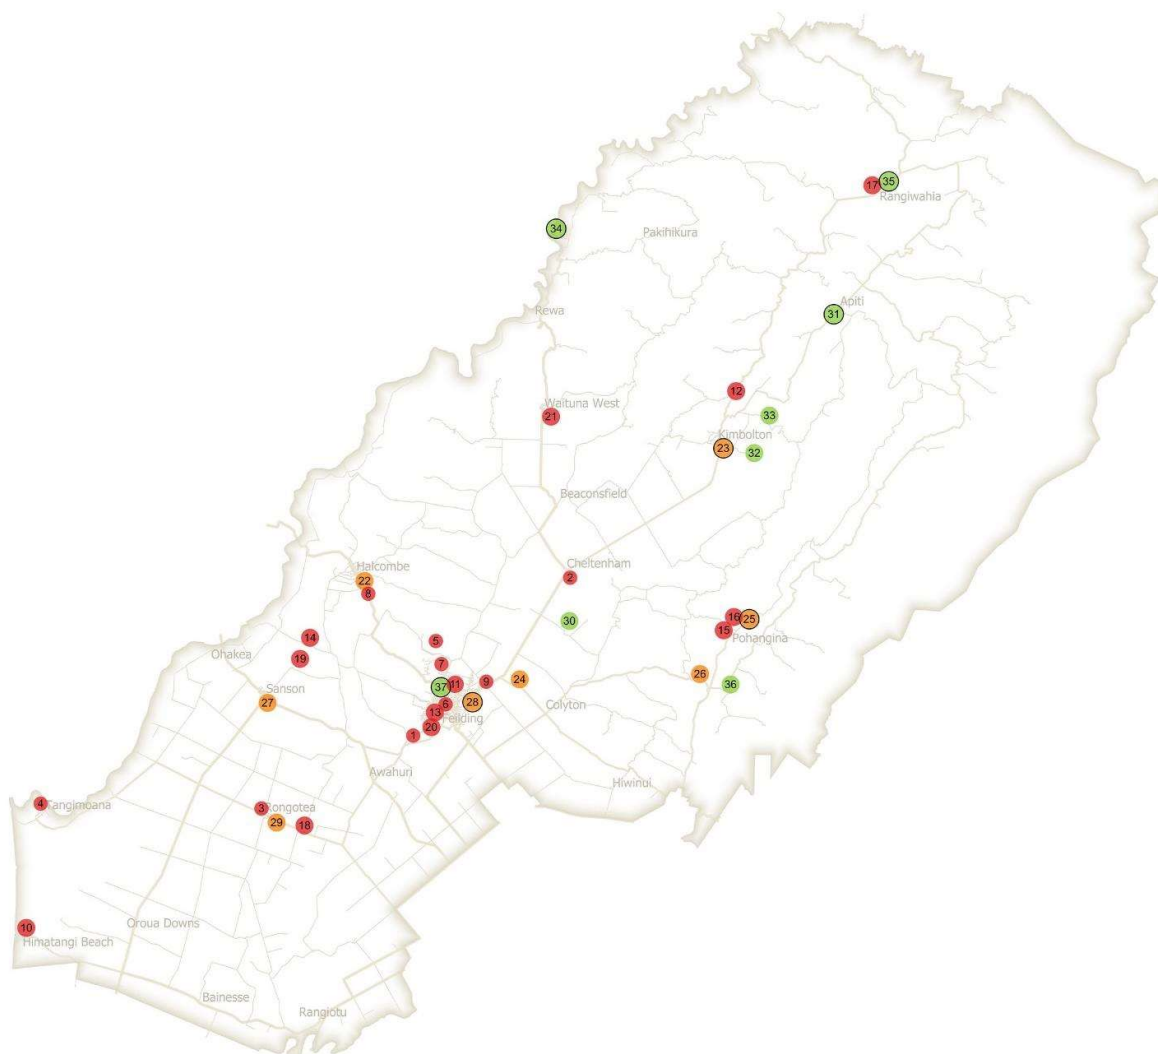 17
35
Rangiwahia
34
Pakihikura
Apiti
31
Rewa
12
Waituna West
21
33
Kimbolton
23
32
Beaconsfield
Cheltenham
2
Halcombe
22
8
30
16
25
15
Pohangina
5
14
Ohakea
19
7
26
36
24
9
11
37
Sanson
27
28
6
Colyton
13
Feilding
20
1
Awahuri
Hiwinui
4
Tangimoana
3
Rongotea
29
18
10
Himatangi Beach
Oroua Downs
Bainesse
Rangiotu